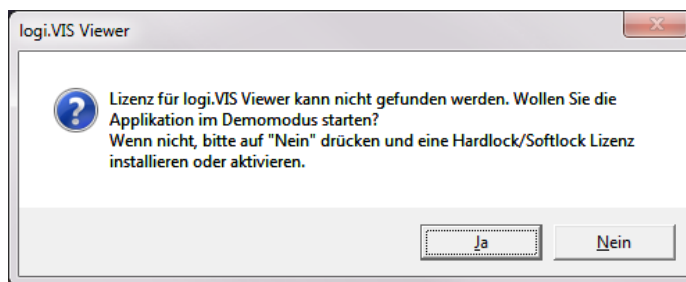 logi.VIS Viewer
Lizenz für logi.VIS Viewer kann nicht gefunden werden. Wollen Sie die
Applikation im Demomodus starten?
Wenn nicht, bitte auf "Nein" drücken und eine Hardlock/Softlock Lizenz
installieren oder aktivieren.
Ja Nein